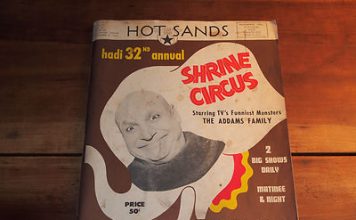 HOT SANDS
hadi 32ND annual
SHRINE
CIRCUS
Starring TV's Funniest Monsters
THE ADDAMS FAMILY
2
BIG SHOWS
DAILY
MATINEE
& NIGHT
PRICE
50¢